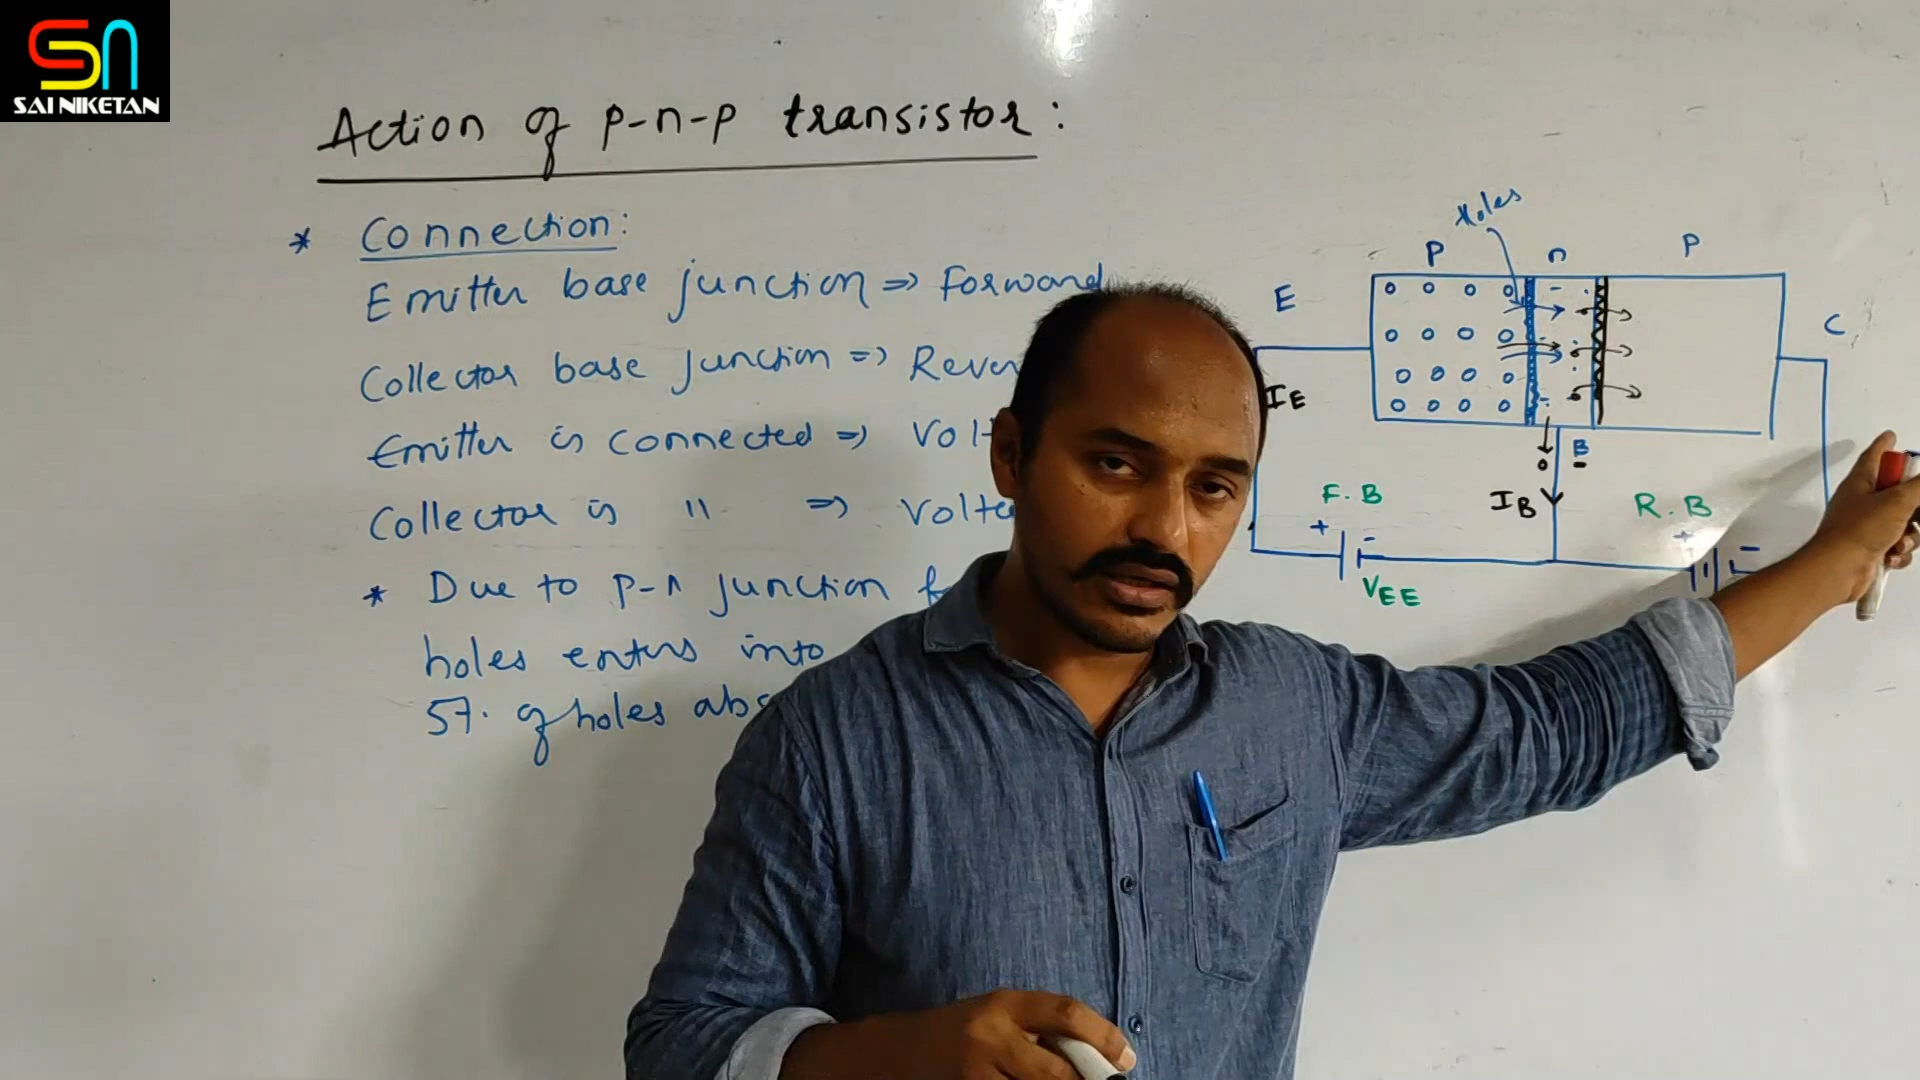 SAI NIKETAN
Action of p-n-p transistor:
* Connection:
Emitter base junction ⇒ Forward
Collector base junction ⇒ Rever
Emitter is connected ⇒ Volt
Collector is " ⇒ Volta
* Due to p-n junction f
holes enters into
5%. of holes abs
Holes
P n P
E
C
IE
B
IB
F.B
R.B
+ -
+ -
VEE